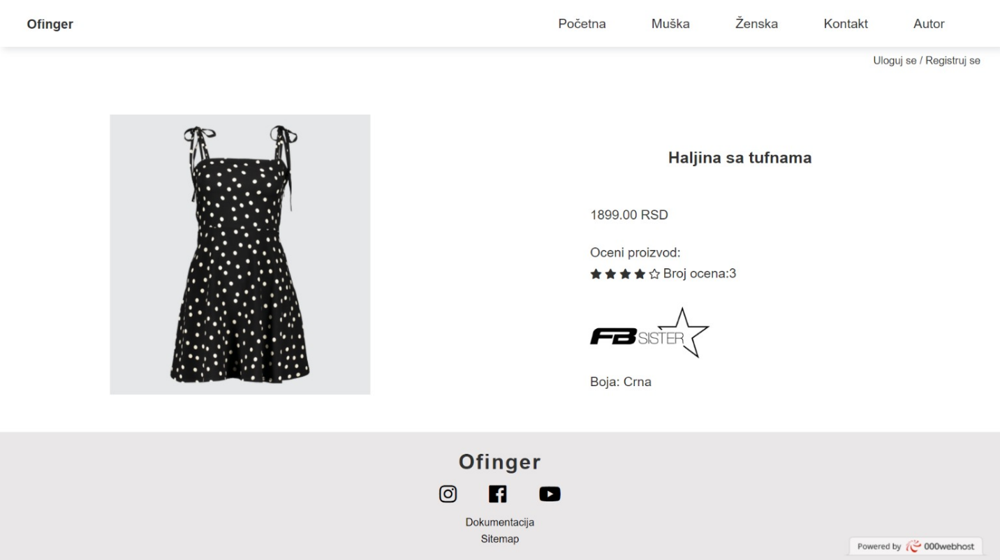 Ofinger
Početna Muška Ženska Kontakt Autor
Uloguj se / Registruj se
Haljina sa tufnama
1899.00 RSD
Oceni proizvod:
Broj ocena:3
FB SISTER
Boja: Crna
Ofinger
Dokumentacija
Sitemap
Powered by 000webhost